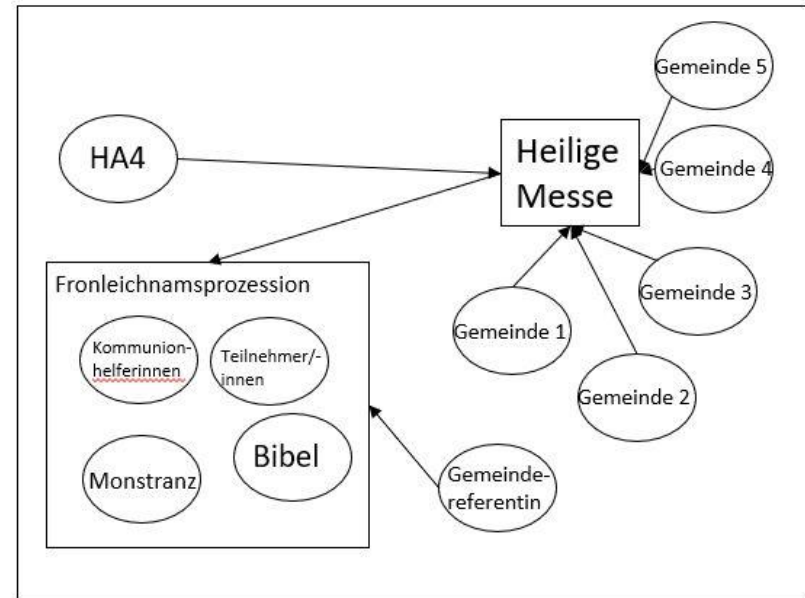 Gemeinde 5
HA4
Heilige
Messe
Gemeinde 4
Fronleichnamsprozession
Gemeinde 3
Gemeinde 1
Kommunion-
helferinnen
Teilnehmer/-
innen
Gemeinde 2
Bibel
Monstranz
Gemeinde-
referentin